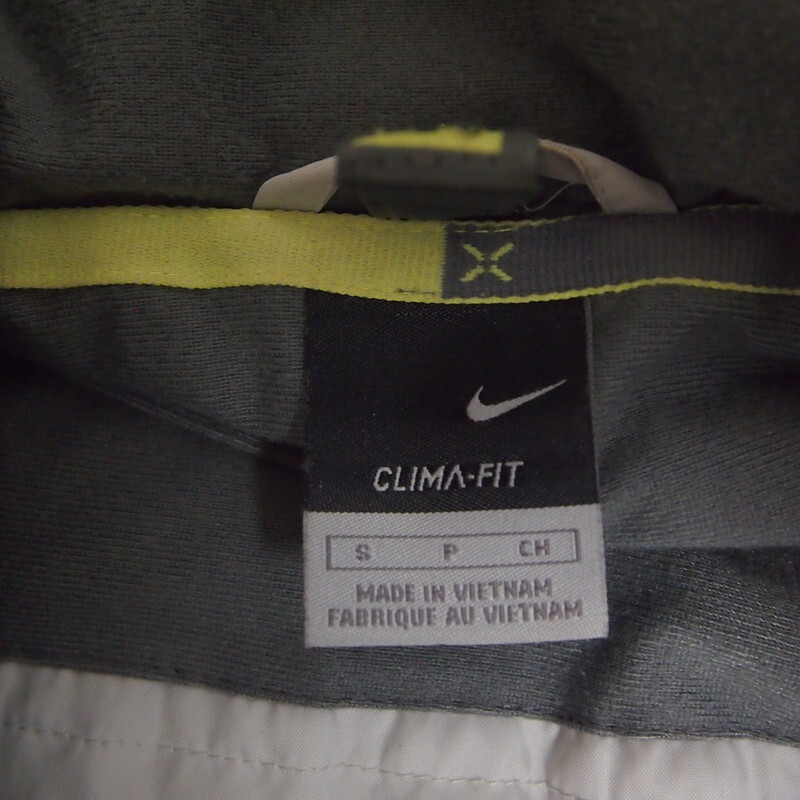 CLIMA-FIT
S P CH
MADE IN VIETNAM
FABRIQUE AU VIETNAM